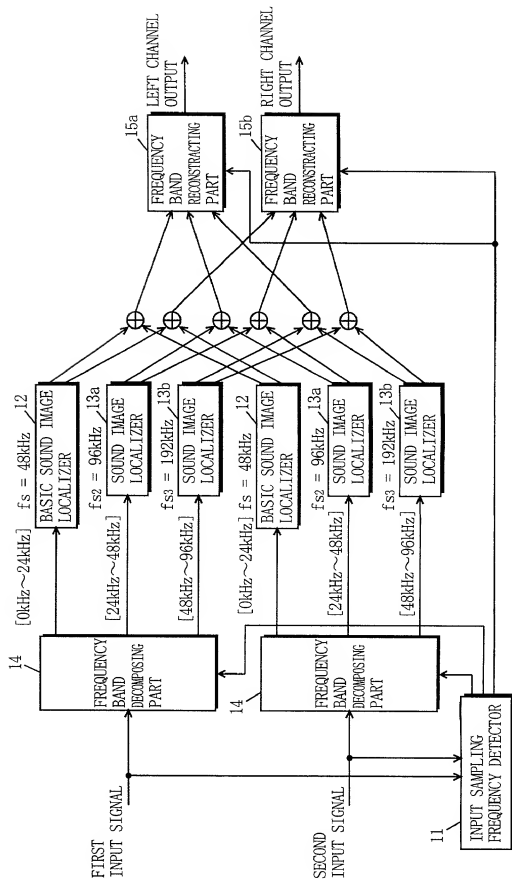 FIRST
INPUT SIGNAL
SECOND
INPUT SIGNAL
11
INPUT SAMPLING
FREQUENCY DETECTOR
14
FREQUENCY
BAND
DECOMPOSING
PART
14
FREQUENCY
BAND
DECOMPOSING
PART
[0kHz~24kHz]
fs = 48kHz
12
BASIC SOUND IMAGE
LOCALIZER
[24kHz~48kHz]
fs2 = 96kHz
13a
SOUND IMAGE
LOCALIZER
[48kHz~96kHz]
fs3 = 192kHz
13b
SOUND IMAGE
LOCALIZER
[0kHz~24kHz]
fs = 48kHz
12
BASIC SOUND IMAGE
LOCALIZER
[24kHz~48kHz]
fs2 = 96kHz
13a
SOUND IMAGE
LOCALIZER
[48kHz~96kHz]
fs3 = 192kHz
13b
SOUND IMAGE
LOCALIZER
15a
FREQUENCY
BAND
RECONSTRACTING
PART
LEFT CHANNEL
OUTPUT
15b
FREQUENCY
BAND
RECONSTRACTING
PART
RIGHT CHANNEL
OUTPUT